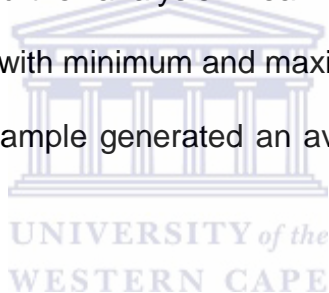 with minimum and maxi
ample generated an av
UNIVERSITY of the
WESTERN CAPE